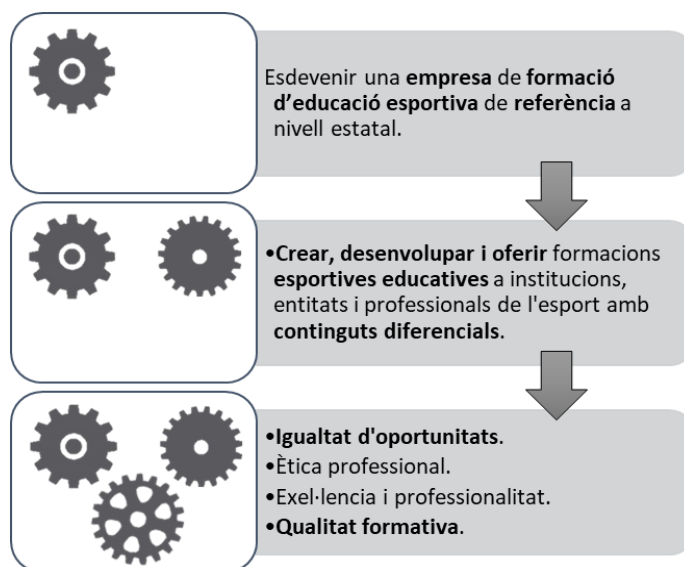 Esdevenir una empresa de formació
d'educació esportiva de referència a
nivell estatal.
•Crear, desenvolupar i oferir formacions
esportives educatives a institucions,
entitats i professionals de l'esport amb
continguts diferencials.
•Igualtat d'oportunitats.
•Ètica professional.
•Exel·lencia i professionalitat.
•Qualitat formativa.